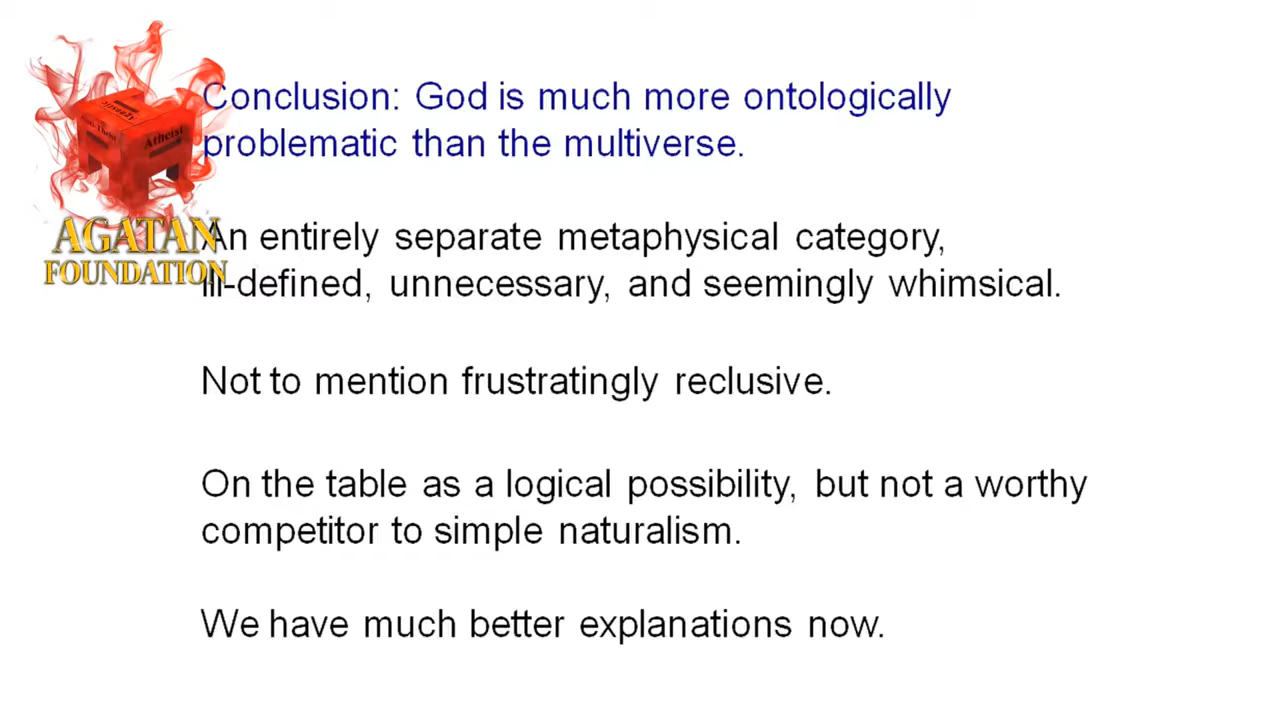 Conclusion: God is much more ontologically
problematic than the multiverse.
Atheist
AGATAN
FOUNDATION
An entirely separate metaphysical category,
ill-defined, unnecessary, and seemingly whimsical.
Not to mention frustratingly reclusive.
On the table as a logical possibility, but not a worthy
competitor to simple naturalism.
We have much better explanations now.